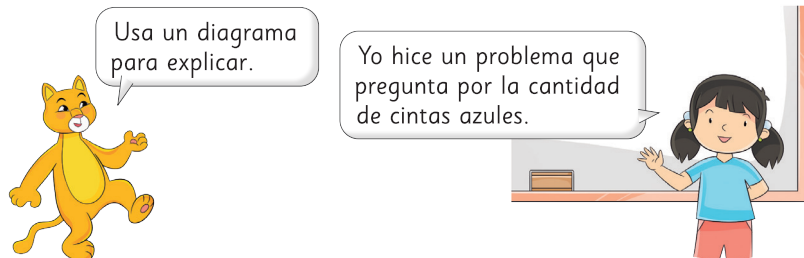 Usa un diagrama
para explicar.
Yo hice un problema que
pregunta por la cantidad
de cintas azules.